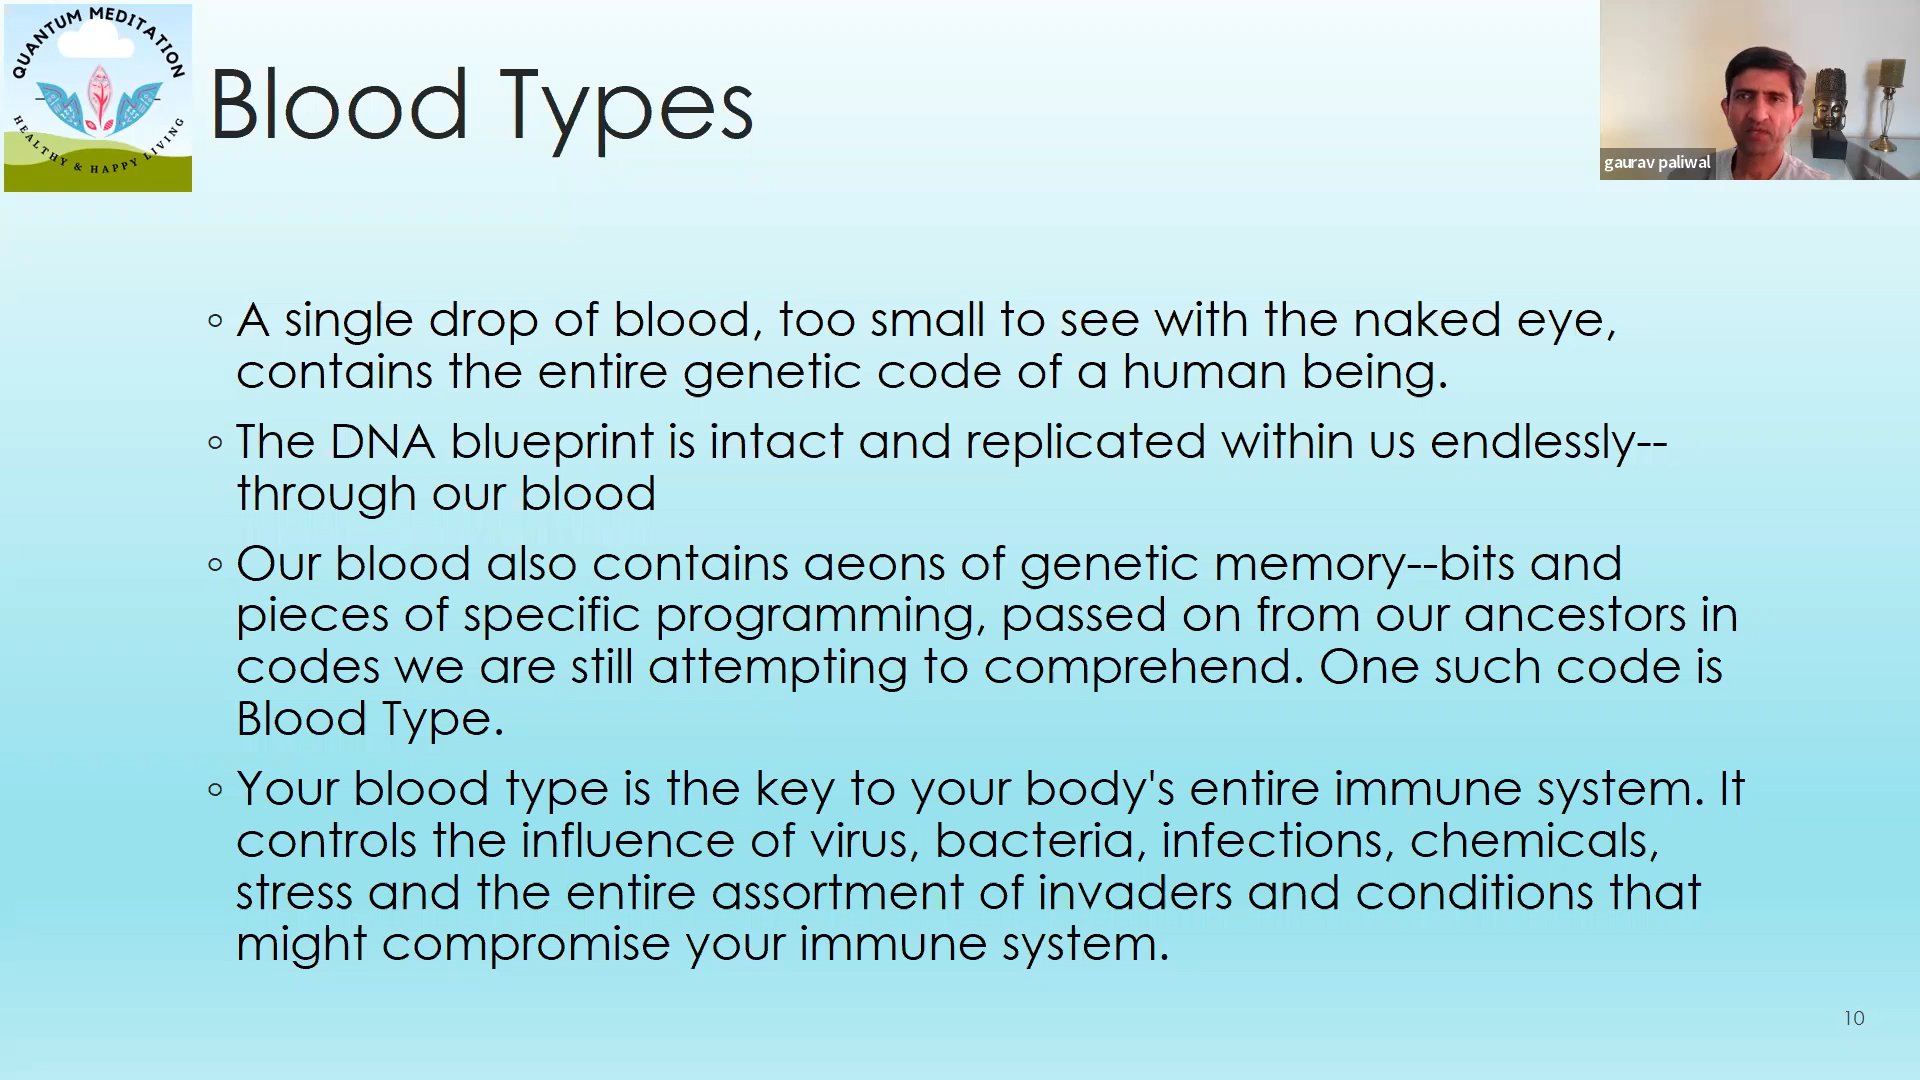 QUANTUM MEDITATION
HEALTHY & HAPPY LIVING
Blood Types
gaurav paliwal
◦ A single drop of blood, too small to see with the naked eye,
contains the entire genetic code of a human being.
◦ The DNA blueprint is intact and replicated within us endlessly--
through our blood
◦ Our blood also contains aeons of genetic memory--bits and
pieces of specific programming, passed on from our ancestors in
codes we are still attempting to comprehend. One such code is
Blood Type.
◦ Your blood type is the key to your body's entire immune system. It
controls the influence of virus, bacteria, infections, chemicals,
stress and the entire assortment of invaders and conditions that
might compromise your immune system.
10